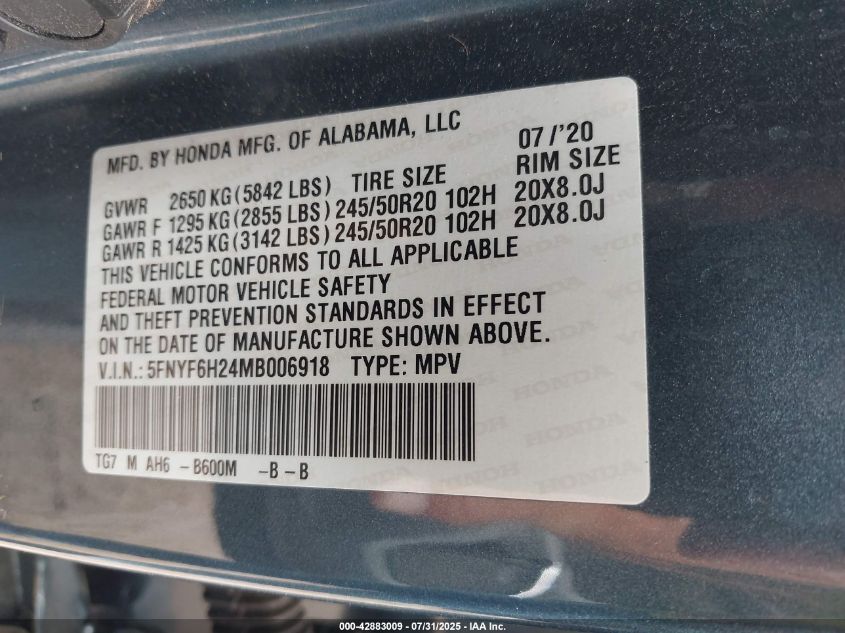 MFD. BY HONDA MFG. OF ALABAMA, LLC 07/'20
GVWR 2650 KG (5842 LBS) TIRE SIZE RIM SIZE
GAWR F 1295 KG (2855 LBS) 245/50R20 102H 20X8.0J
GAWR R 1425 KG (3142 LBS) 245/50R20 102H 20X8.0J
THIS VEHICLE CONFORMS TO ALL APPLICABLE
FEDERAL MOTOR VEHICLE SAFETY
AND THEFT PREVENTION STANDARDS IN EFFECT
ON THE DATE OF MANUFACTURE SHOWN ABOVE.
V.I.N.: 5FNYF6H24MB006918 TYPE: MPV
TG7 M AH6 -B600M -B-B
000-42883009 - 07/31/2025 - IAA Inc.